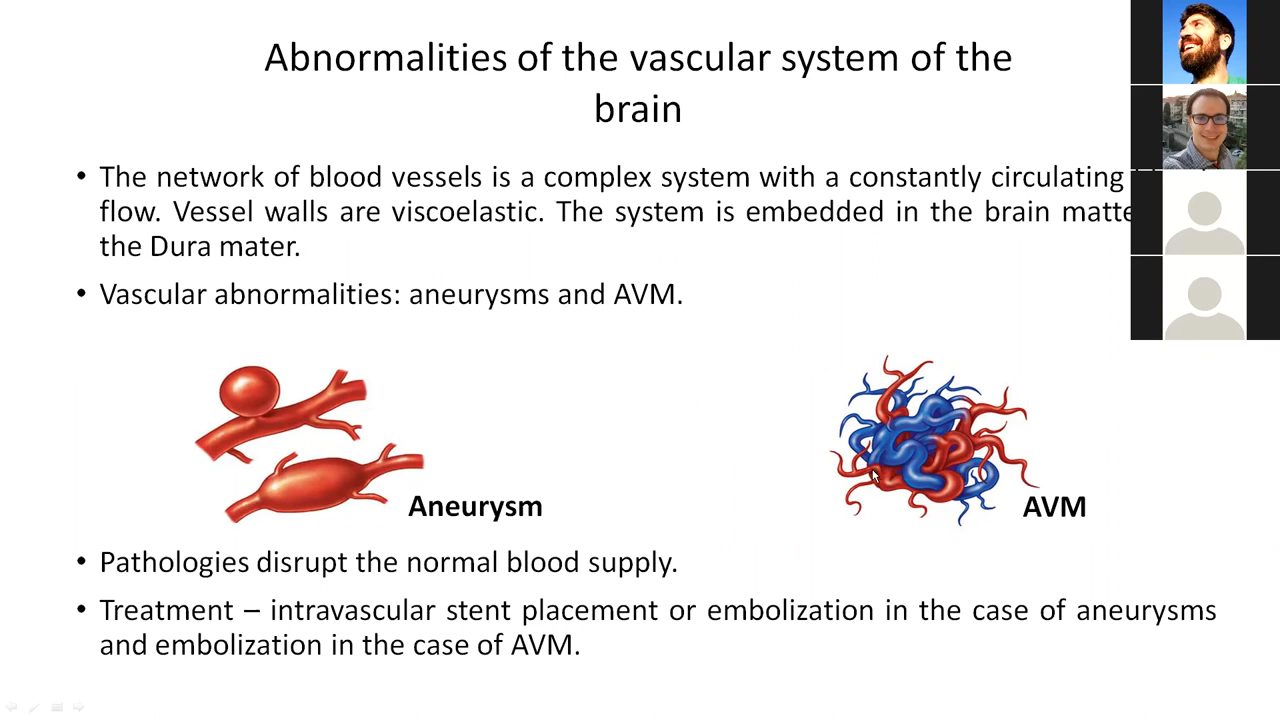 Abnormalities of the vascular system of the
brain
• The network of blood vessels is a complex system with a constantly circulating
flow. Vessel walls are viscoelastic. The system is embedded in the brain
the Dura mater.
• Vascular abnormalities: aneurysms and AVM.
Aneurysm
AVM
• Pathologies disrupt the normal blood supply.
• Treatment – intravascular stent placement or embolization in the case of aneurysms
and embolization in the case of AVM.